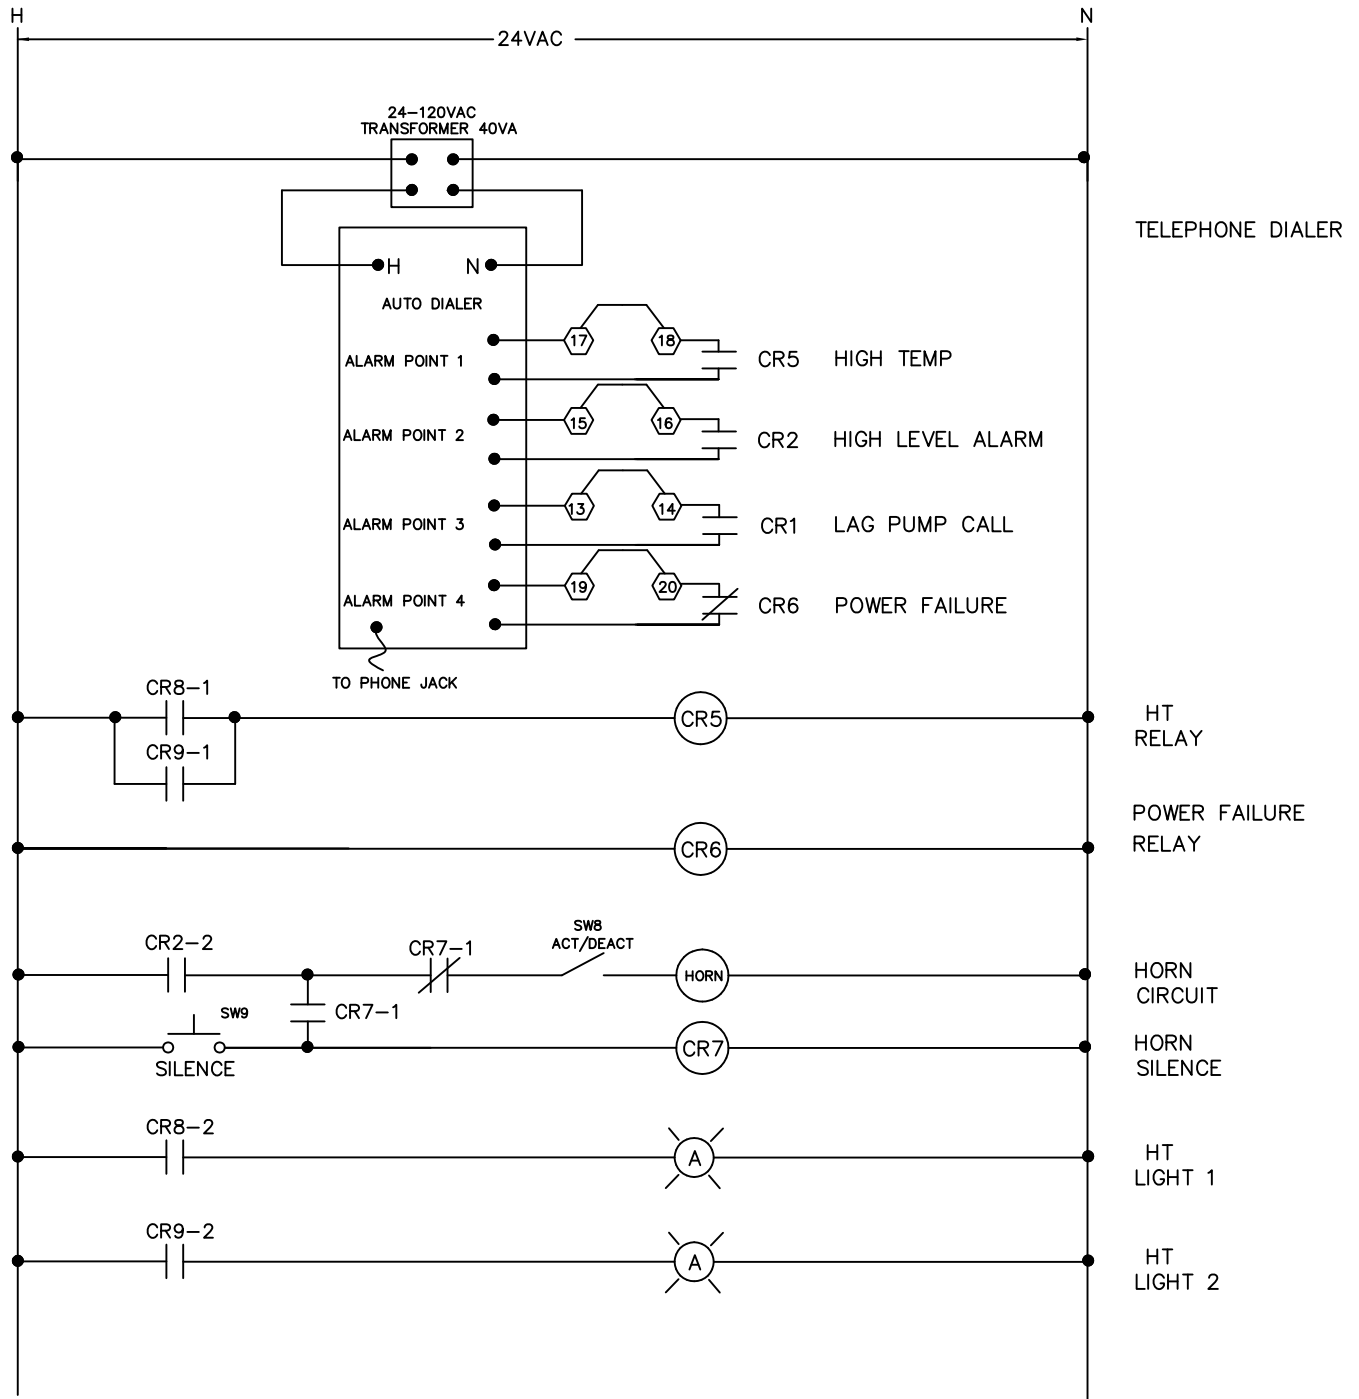 H
N
24VAC
24-120VAC
TRANSFORMER 40VA
TELEPHONE DIALER
H N
AUTO DIALER
ALARM POINT 1
17 18
CR5 HIGH TEMP
ALARM POINT 2
15 16
CR2 HIGH LEVEL ALARM
ALARM POINT 3
13 14
CR1 LAG PUMP CALL
ALARM POINT 4
19 20
CR6 POWER FAILURE
TO PHONE JACK
CR8-1
CR5
HT
RELAY
CR9-1
POWER FAILURE
RELAY
CR6
CR2-2
CR7-1
SW8
ACT/DEACT
HORN
HORN
CIRCUIT
CR7-1
SW9
SILENCE
CR7
HORN
SILENCE
CR8-2
A
HT
LIGHT 1
CR9-2
A
HT
LIGHT 2